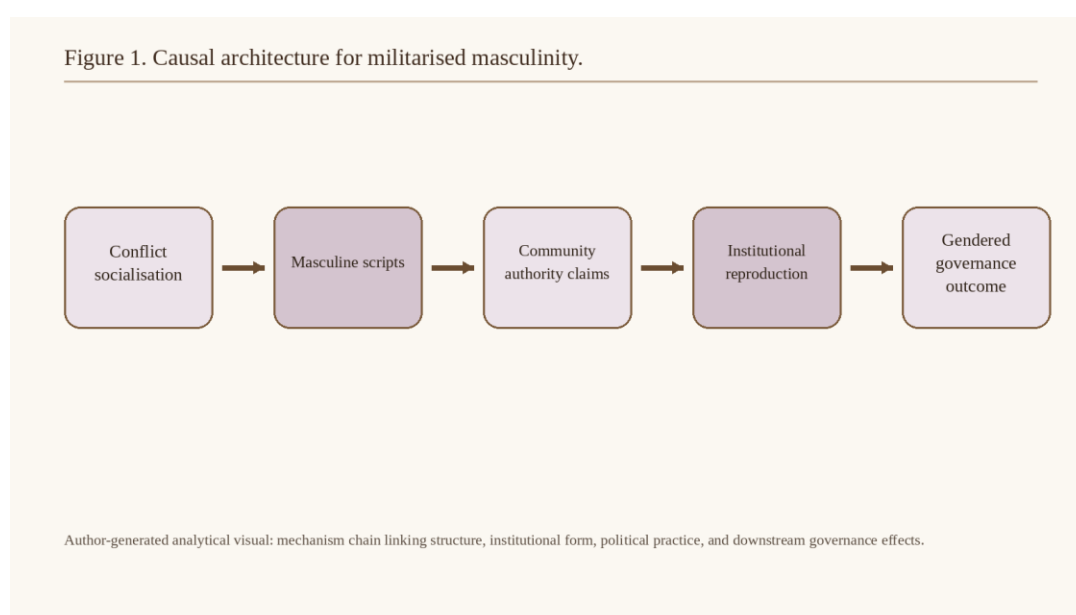 Figure 1. Causal architecture for militarised masculinity.
Conflict
socialisation
Masculine scripts
Community
authority claims
Institutional
reproduction
Gendered
governance
outcome
Author-generated analytical visual: mechanism chain linking structure, institutional form, political practice, and downstream governance effects.